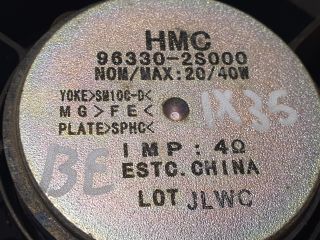 HMC
96330-2S000
NOM/MAX:20/40W
YOKE>SM10C-D<
MG>FE<
IX35
PLATE>SPHC<
IMP: 4Ω
BE
ESTC.CHINA
LOT JLWC